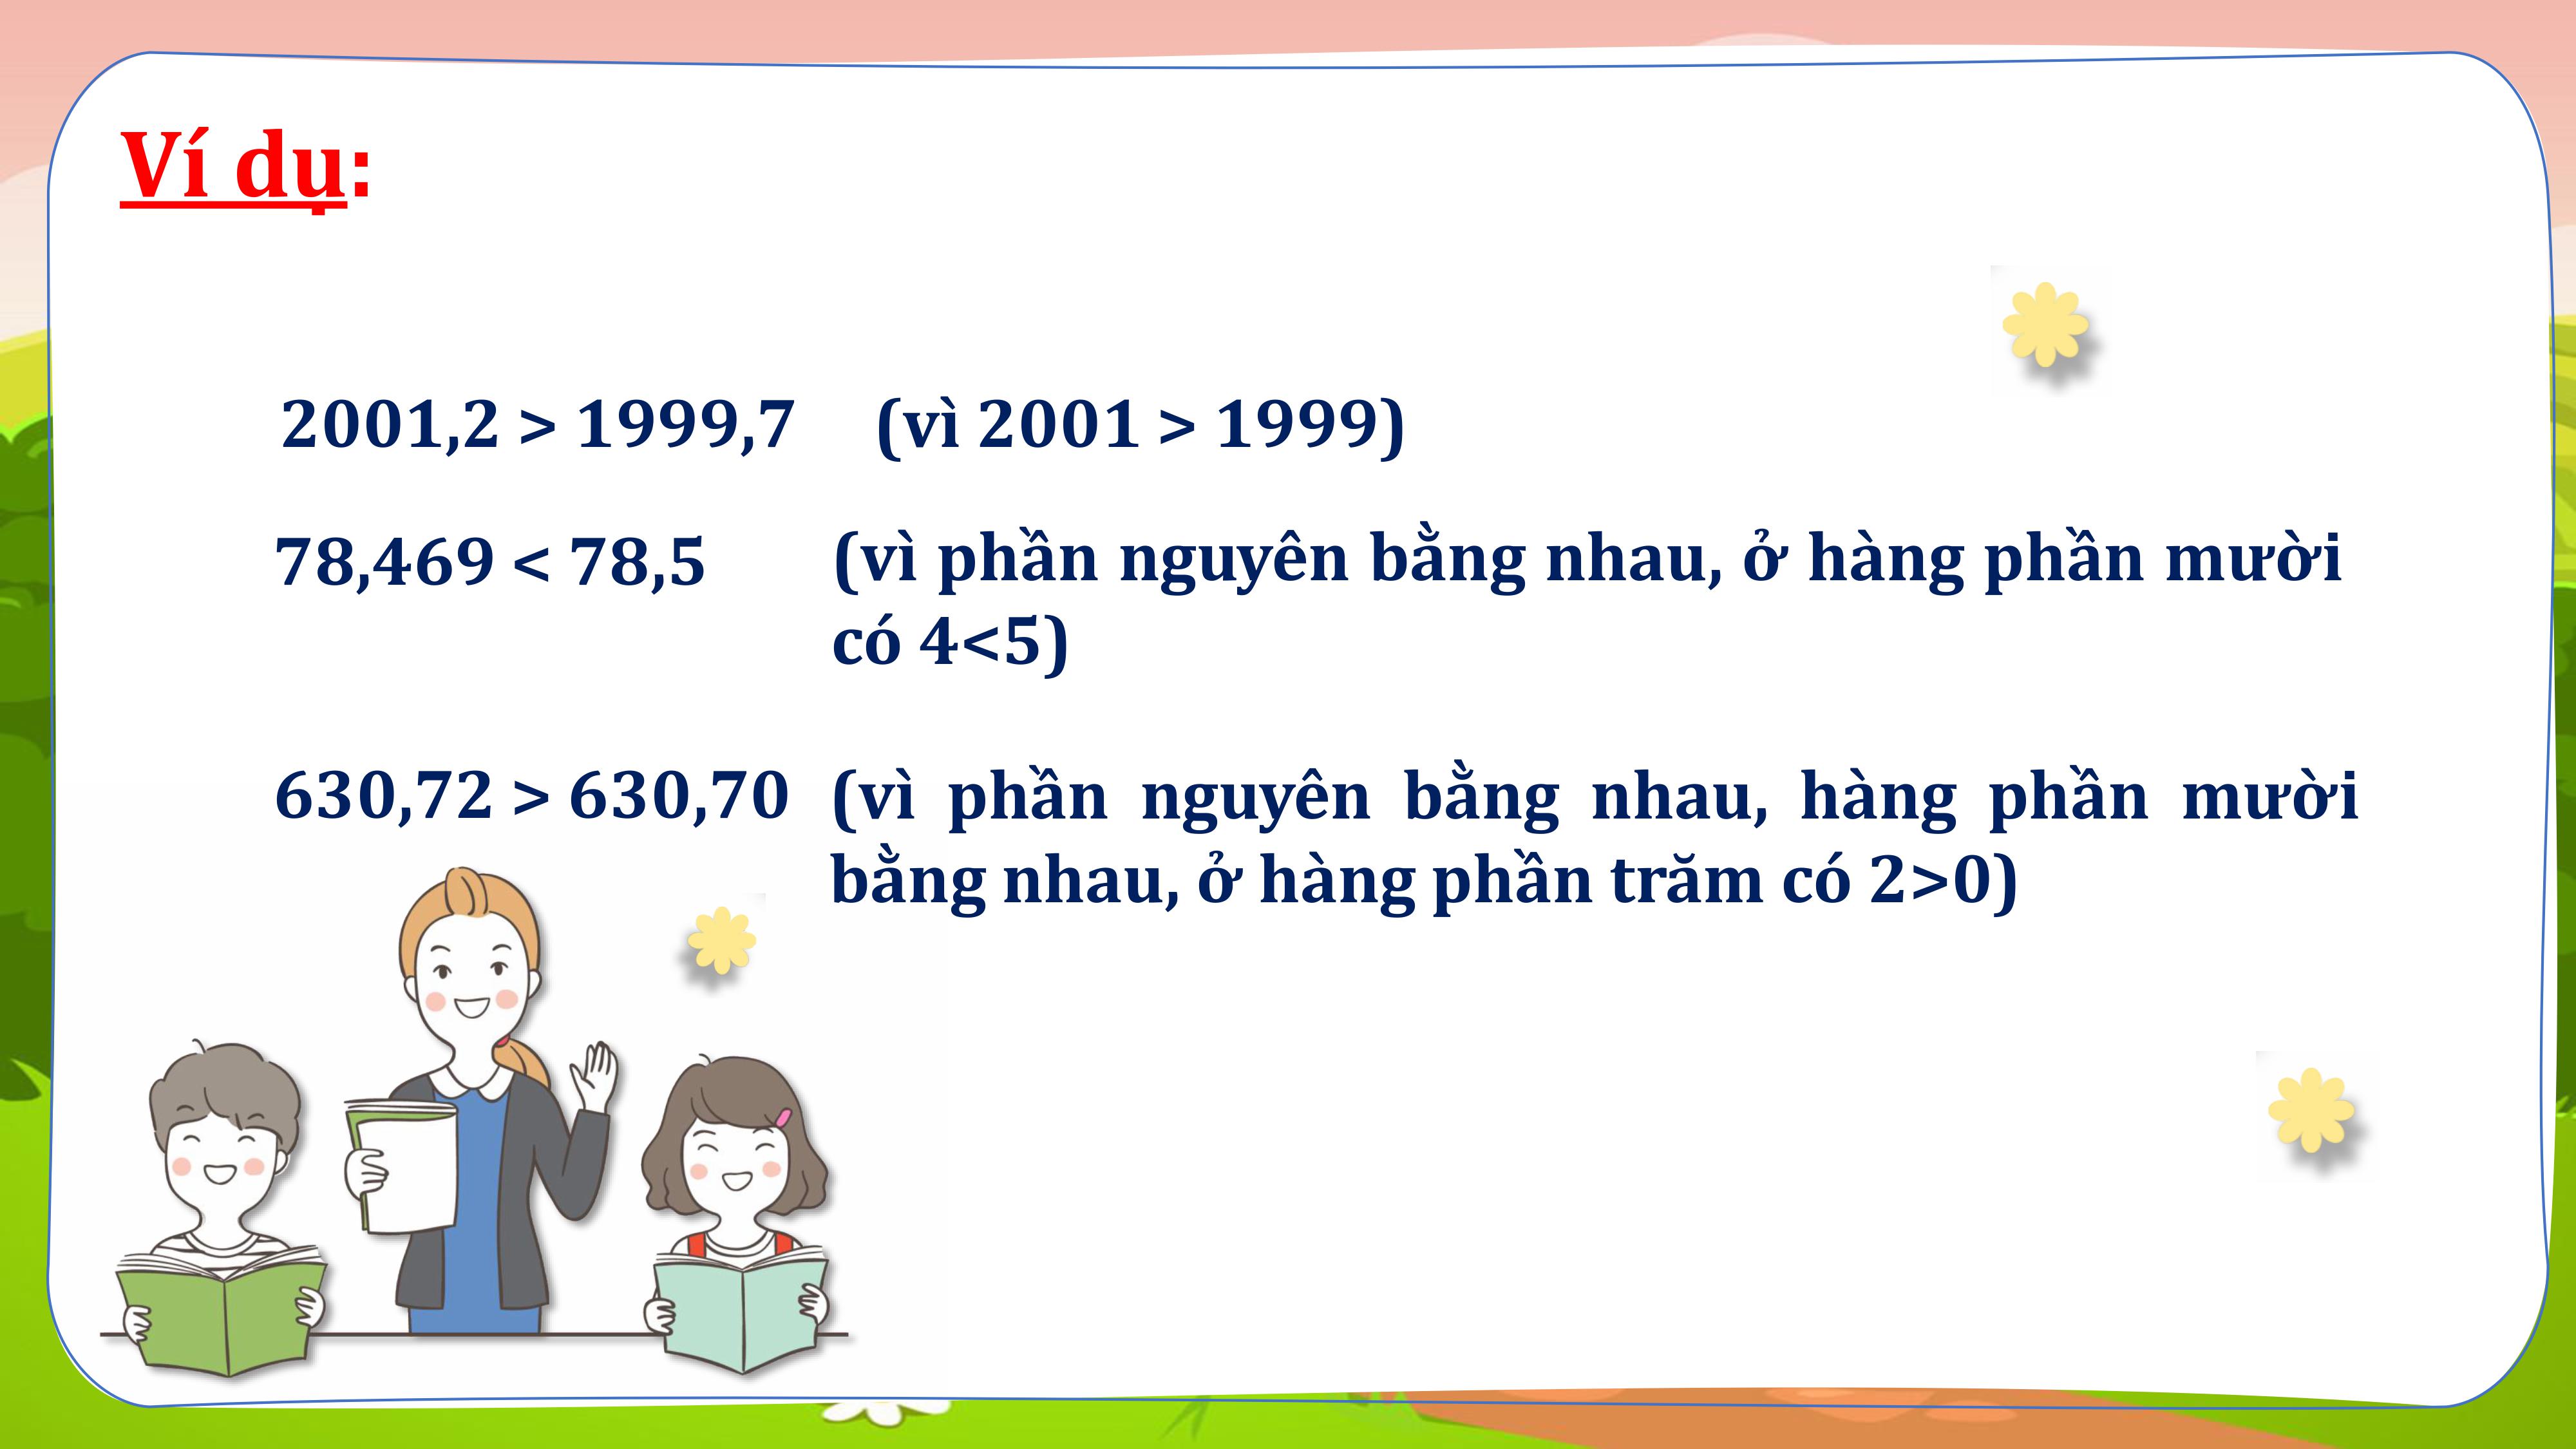 Ví dụ:
2001,2 > 1999,7 (vì 2001 > 1999)
78,469 < 78,5 (vì phần nguyên bằng nhau, ở hàng phần mười
có 4<5)
630,72 > 630,70 (vì phần nguyên bằng nhau, hàng phần mười
bằng nhau, ở hàng phần trăm có 2>0)